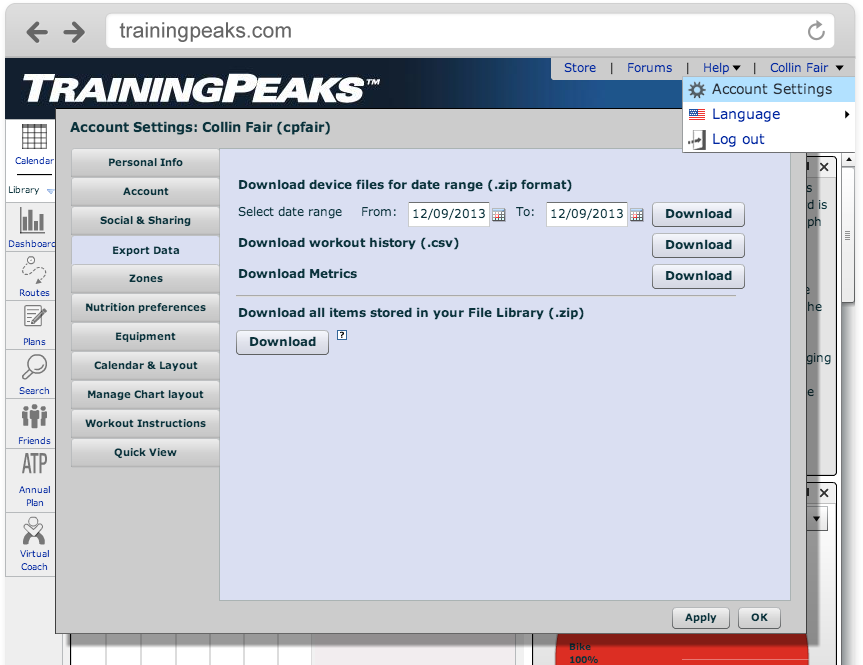 trainingpeaks.com
TRAININGPEAKS™
Store | Forums | Help | Collin Fair
Account Settings
Language
Log out
Account Settings: Collin Fair (cpfair)
Calendar
Library
Dashboard
Routes
Plans
Search
Friends
ATP
Annual
Plan
Virtual
Coach
Personal Info
Account
Social & Sharing
Export Data
Zones
Nutrition preferences
Equipment
Calendar & Layout
Manage Chart layout
Workout Instructions
Quick View
Download device files for date range (.zip format)
Select date range From: 12/09/2013 To: 12/09/2013 Download
Download workout history (.csv) Download
Download Metrics Download
Download all items stored in your File Library (.zip)
Download ?
Apply OK
Bike
100%